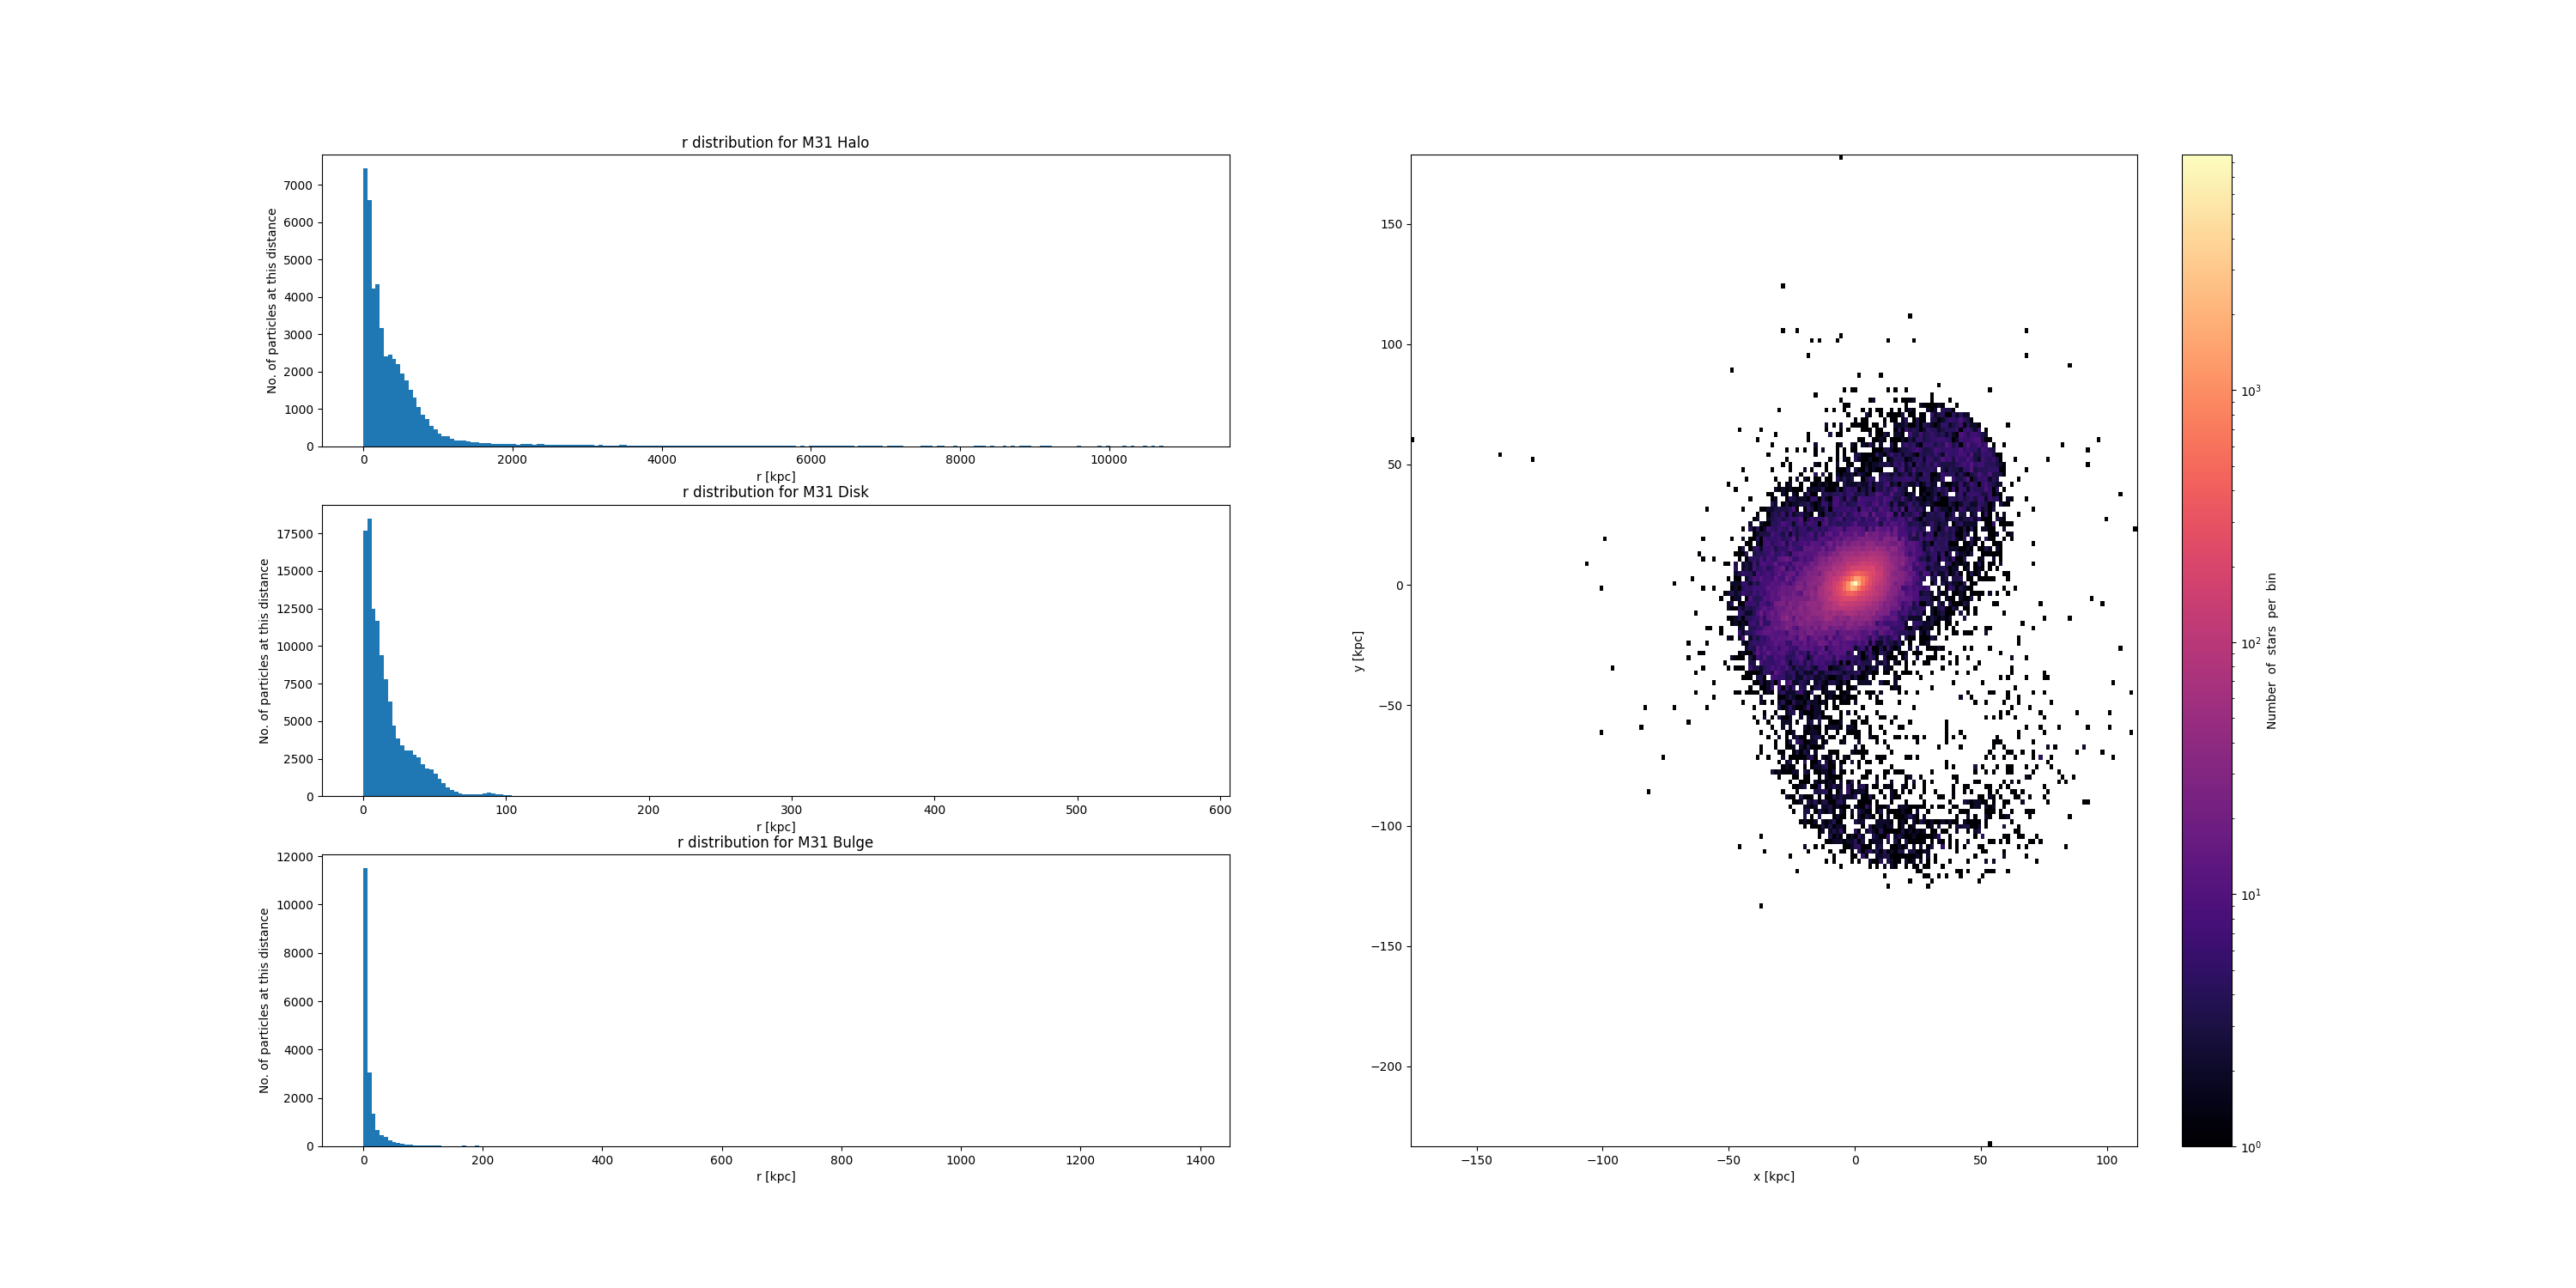 r distribution for M31 Halo
No. of particles at this distance
7000
6000
5000
4000
3000
2000
1000
0
0 2000 4000 6000 8000 10000
r [kpc]
r distribution for M31 Disk
No. of particles at this distance
17500
15000
12500
10000
7500
5000
2500
0
0 100 200 300 400 500 600
r [kpc]
r distribution for M31 Bulge
No. of particles at this distance
12000
10000
8000
6000
4000
2000
0
0 200 400 600 800 1000 1200 1400
r [kpc]
y [kpc]
150
100
50
0
−50
−100
−150
−200
−150 −100 −50 0 50 100
x [kpc]
10³
10²
10¹
10⁰
Number of stars per bin